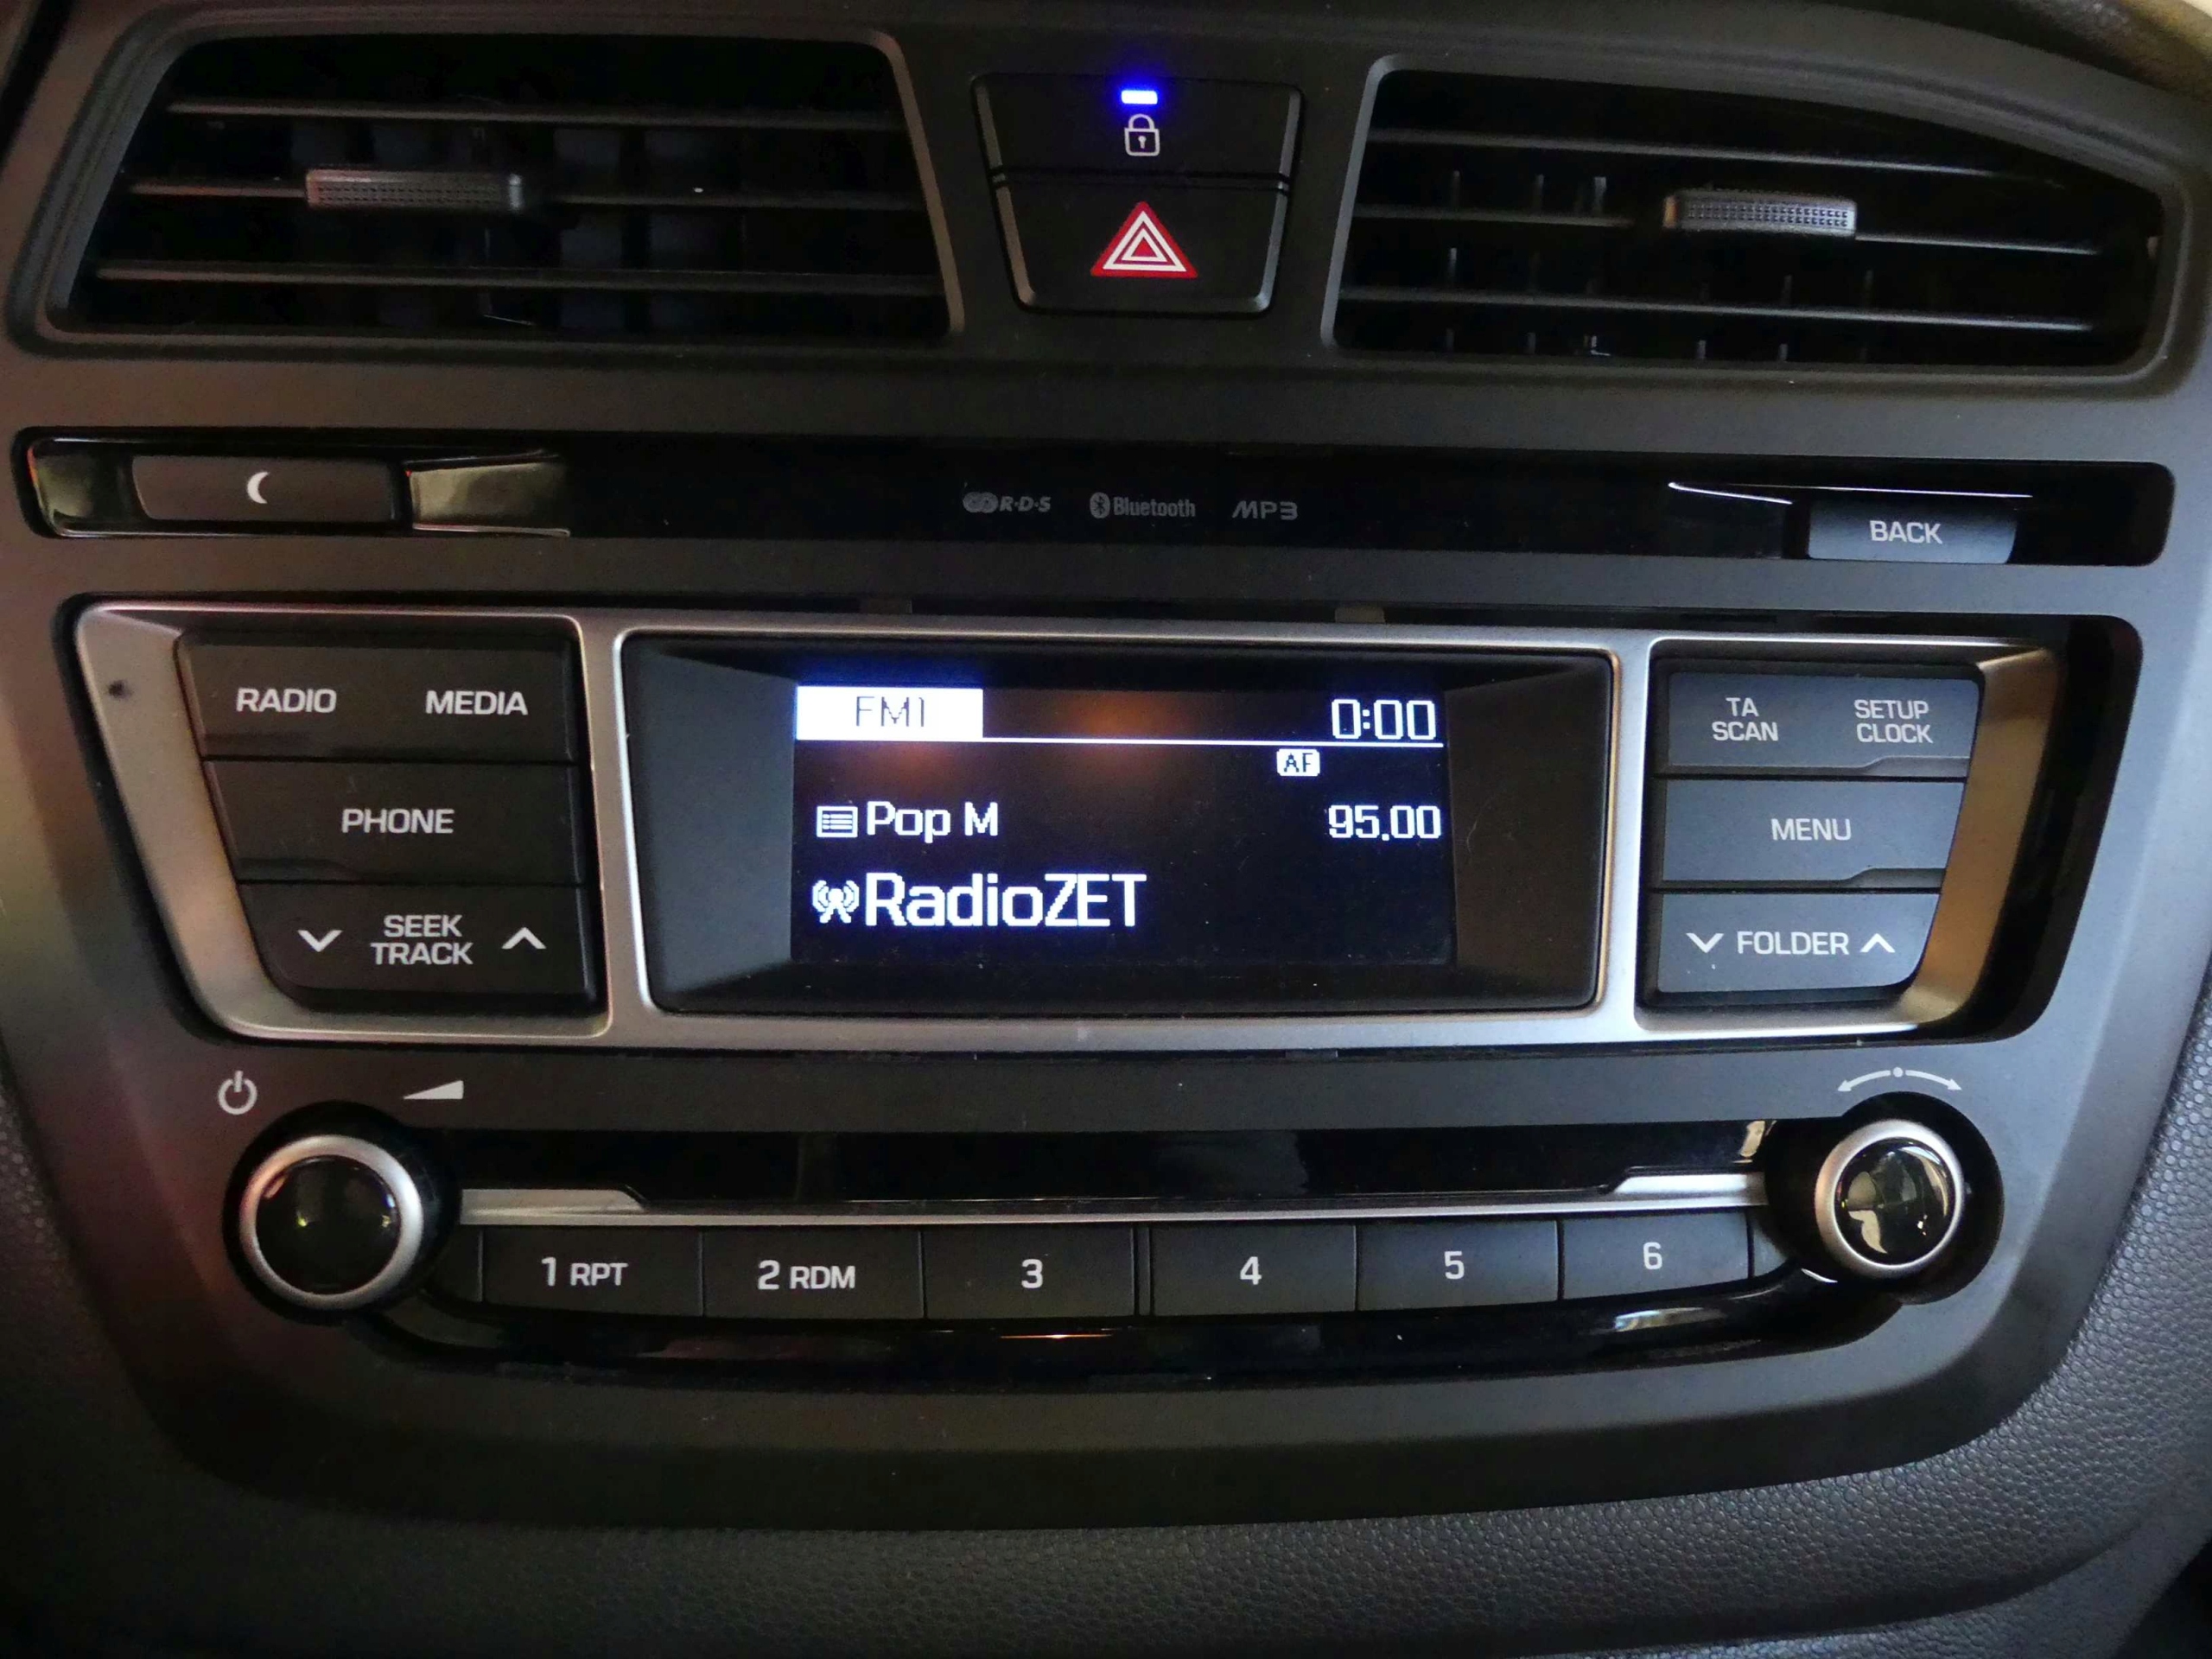 R·D·S Bluetooth MP3
BACK
RADIO MEDIA
PHONE
SEEK
TRACK
FM1 0:00
AF
Pop M 95.00
RadioZET
TA
SCAN
SETUP
CLOCK
MENU
FOLDER
1 RPT 2 RDM 3 4 5 6